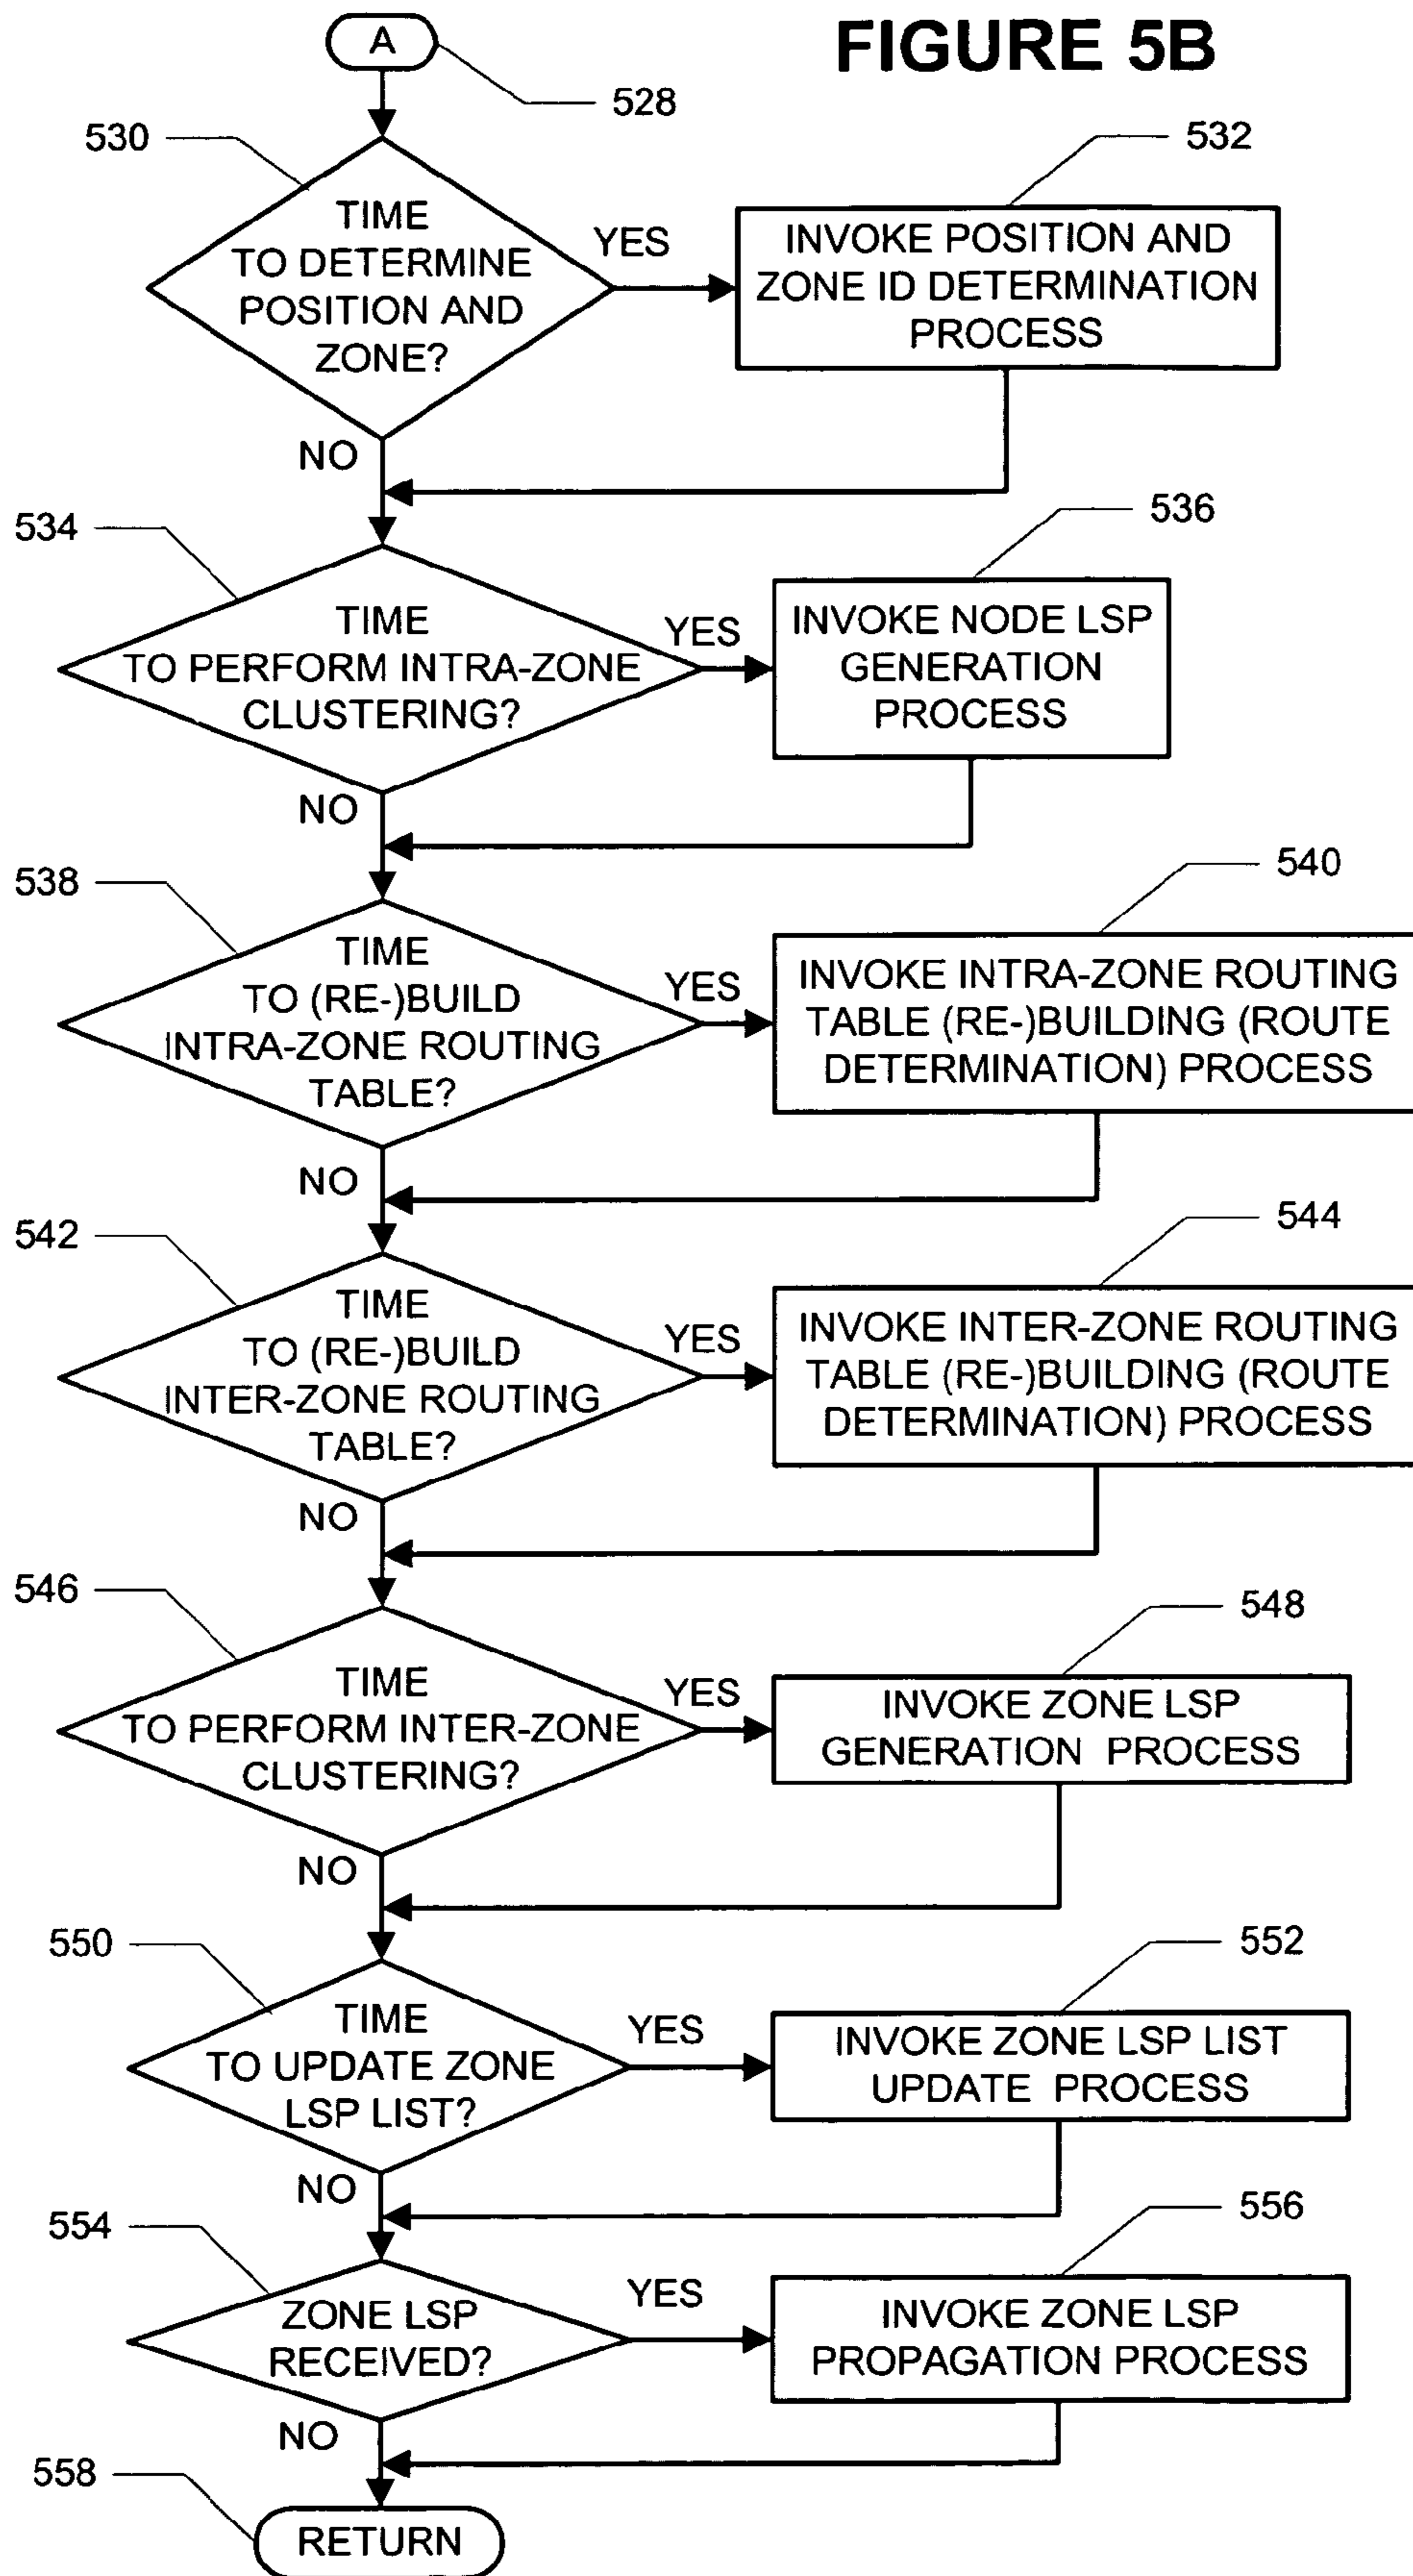 FIGURE 5B
A
528
530
TIME
TO DETERMINE
POSITION AND
ZONE?
YES
532
INVOKE POSITION AND
ZONE ID DETERMINATION
PROCESS
NO
534
TIME
TO PERFORM INTRA-ZONE
CLUSTERING?
YES
536
INVOKE NODE LSP
GENERATION
PROCESS
NO
538
TIME
TO (RE-)BUILD
INTRA-ZONE ROUTING
TABLE?
YES
540
INVOKE INTRA-ZONE ROUTING
TABLE (RE-)BUILDING (ROUTE
DETERMINATION) PROCESS
NO
542
TIME
TO (RE-)BUILD
INTER-ZONE ROUTING
TABLE?
YES
544
INVOKE INTER-ZONE ROUTING
TABLE (RE-)BUILDING (ROUTE
DETERMINATION) PROCESS
NO
546
TIME
TO PERFORM INTER-ZONE
CLUSTERING?
YES
548
INVOKE ZONE LSP
GENERATION PROCESS
NO
550
TIME
TO UPDATE ZONE
LSP LIST?
YES
552
INVOKE ZONE LSP LIST
UPDATE PROCESS
NO
554
ZONE LSP
RECEIVED?
YES
556
INVOKE ZONE LSP
PROPAGATION PROCESS
NO
558
RETURN